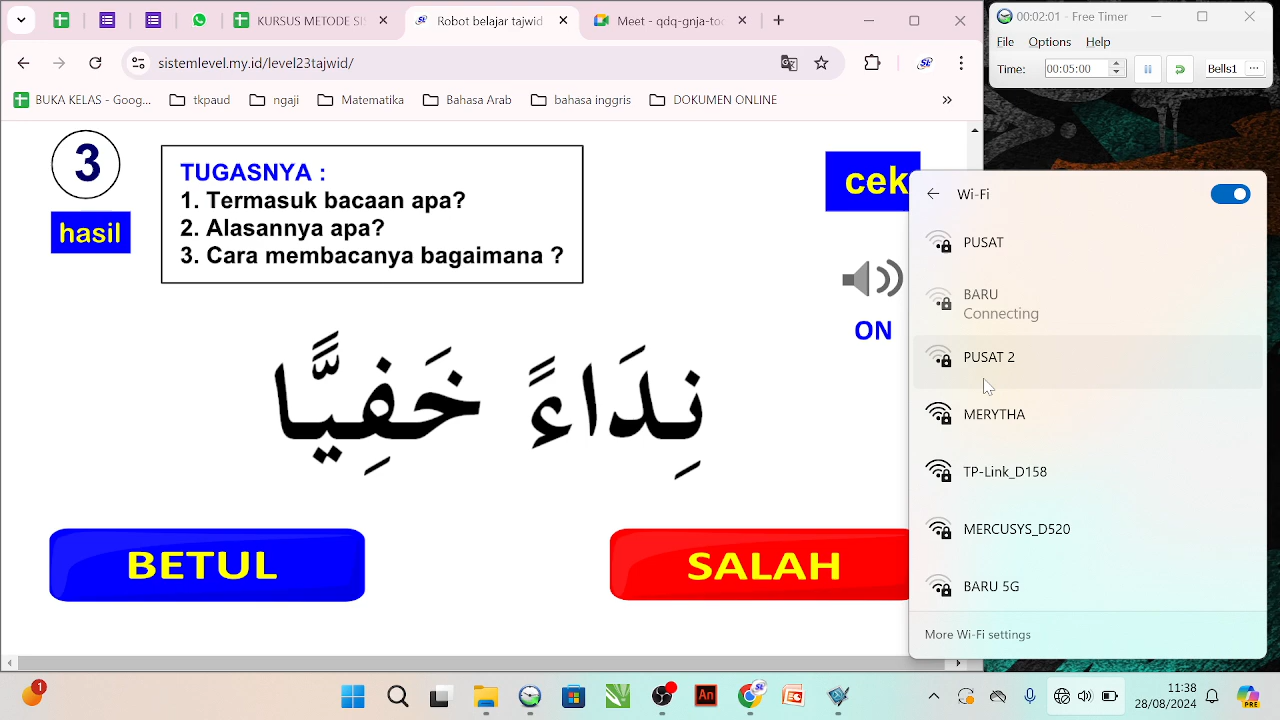 KURSUS METODE SI
Robot belajar tajwid
Meet - qdq-gnja-to
00:02:01 - Free Timer
sistemlevel.my.id/level23tajwid/
File Options Help
Time: 00:05:00 Bells1 ...
BUKA KELAS - Goog...
tkpaud
DOKUMEN ONLINE
bahasa inggris
3
hasil
TUGASNYA :
1. Termasuk bacaan apa?
2. Alasannya apa?
3. Cara membacanya bagaimana ?
cek
ON
نِدَاءً خَفِيًّا
BETUL
SALAH
Wi-Fi
PUSAT
BARU
Connecting
PUSAT 2
MERYTHA
TP-Link_D158
MERCUSYS_D520
BARU 5G
More Wi-Fi settings
1
An
11:38
28/08/2024
PRE